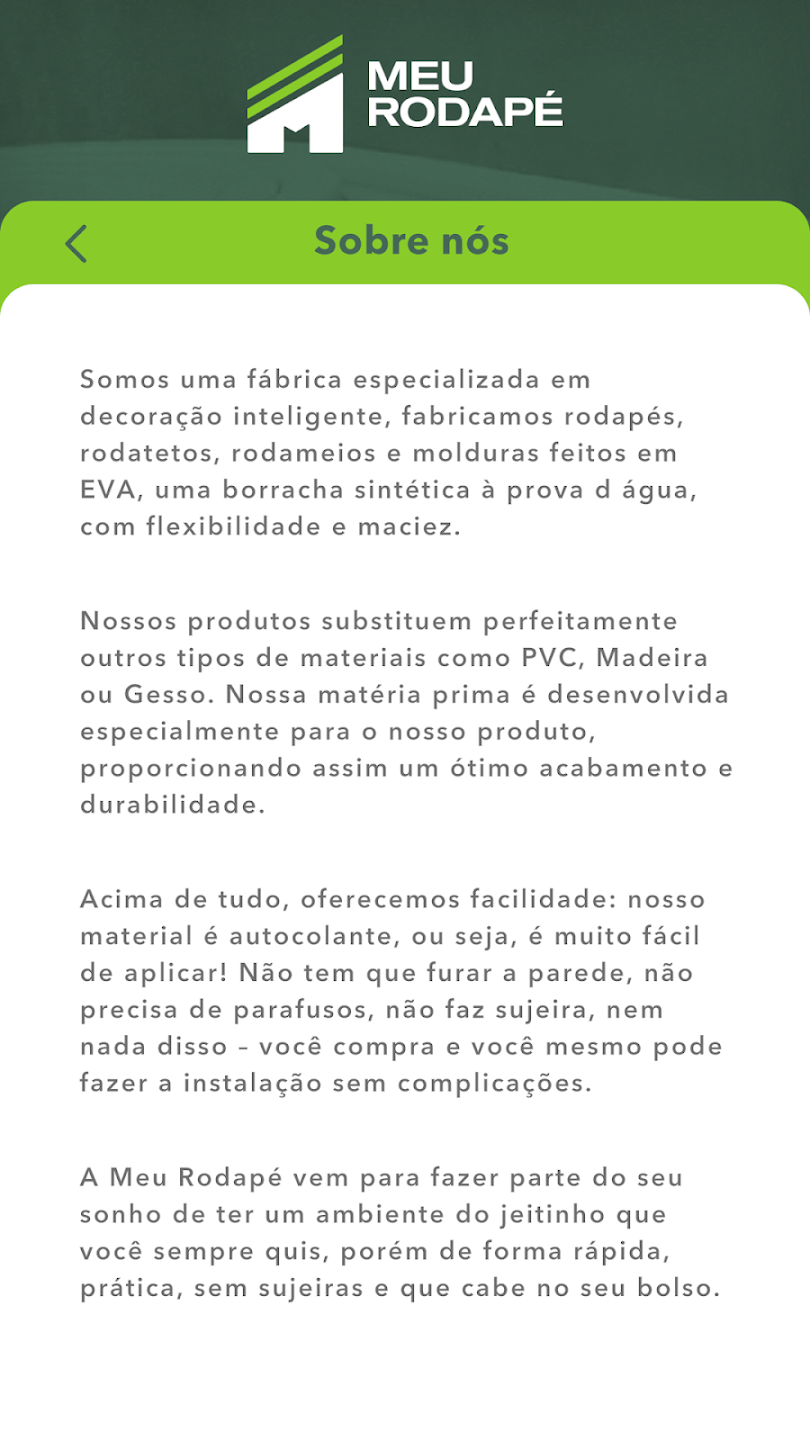 MEU
RODAPÉ
Sobre nós
Somos uma fábrica especializada em
decoração inteligente, fabricamos rodapés,
rodatetos, rodameios e molduras feitos em
EVA, uma borracha sintética à prova d água,
com flexibilidade e maciez.
Nossos produtos substituem perfeitamente
outros tipos de materiais como PVC, Madeira
ou Gesso. Nossa matéria prima é desenvolvida
especialmente para o nosso produto,
proporcionando assim um ótimo acabamento e
durabilidade.
Acima de tudo, oferecemos facilidade: nosso
material é autocolante, ou seja, é muito fácil
de aplicar! Não tem que furar a parede, não
precisa de parafusos, não faz sujeira, nem
nada disso – você compra e você mesmo pode
fazer a instalação sem complicações.
A Meu Rodapé vem para fazer parte do seu
sonho de ter um ambiente do jeitinho que
você sempre quis, porém de forma rápida,
prática, sem sujeiras e que cabe no seu bolso.